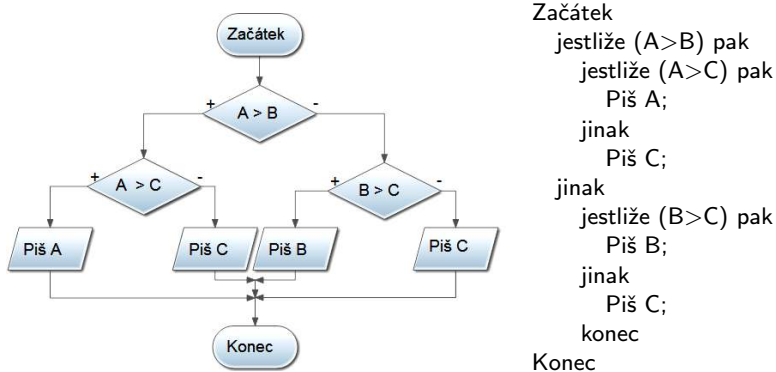 Začátek
+ A > B -
+ A > C -
+ B > C -
Piš A
Piš C
Piš B
Piš C
Konec
Začátek
jestliže (A>B) pak
jestliže (A>C) pak
Piš A;
jinak
Piš C;
jinak
jestliže (B>C) pak
Piš B;
jinak
Piš C;
konec
Konec